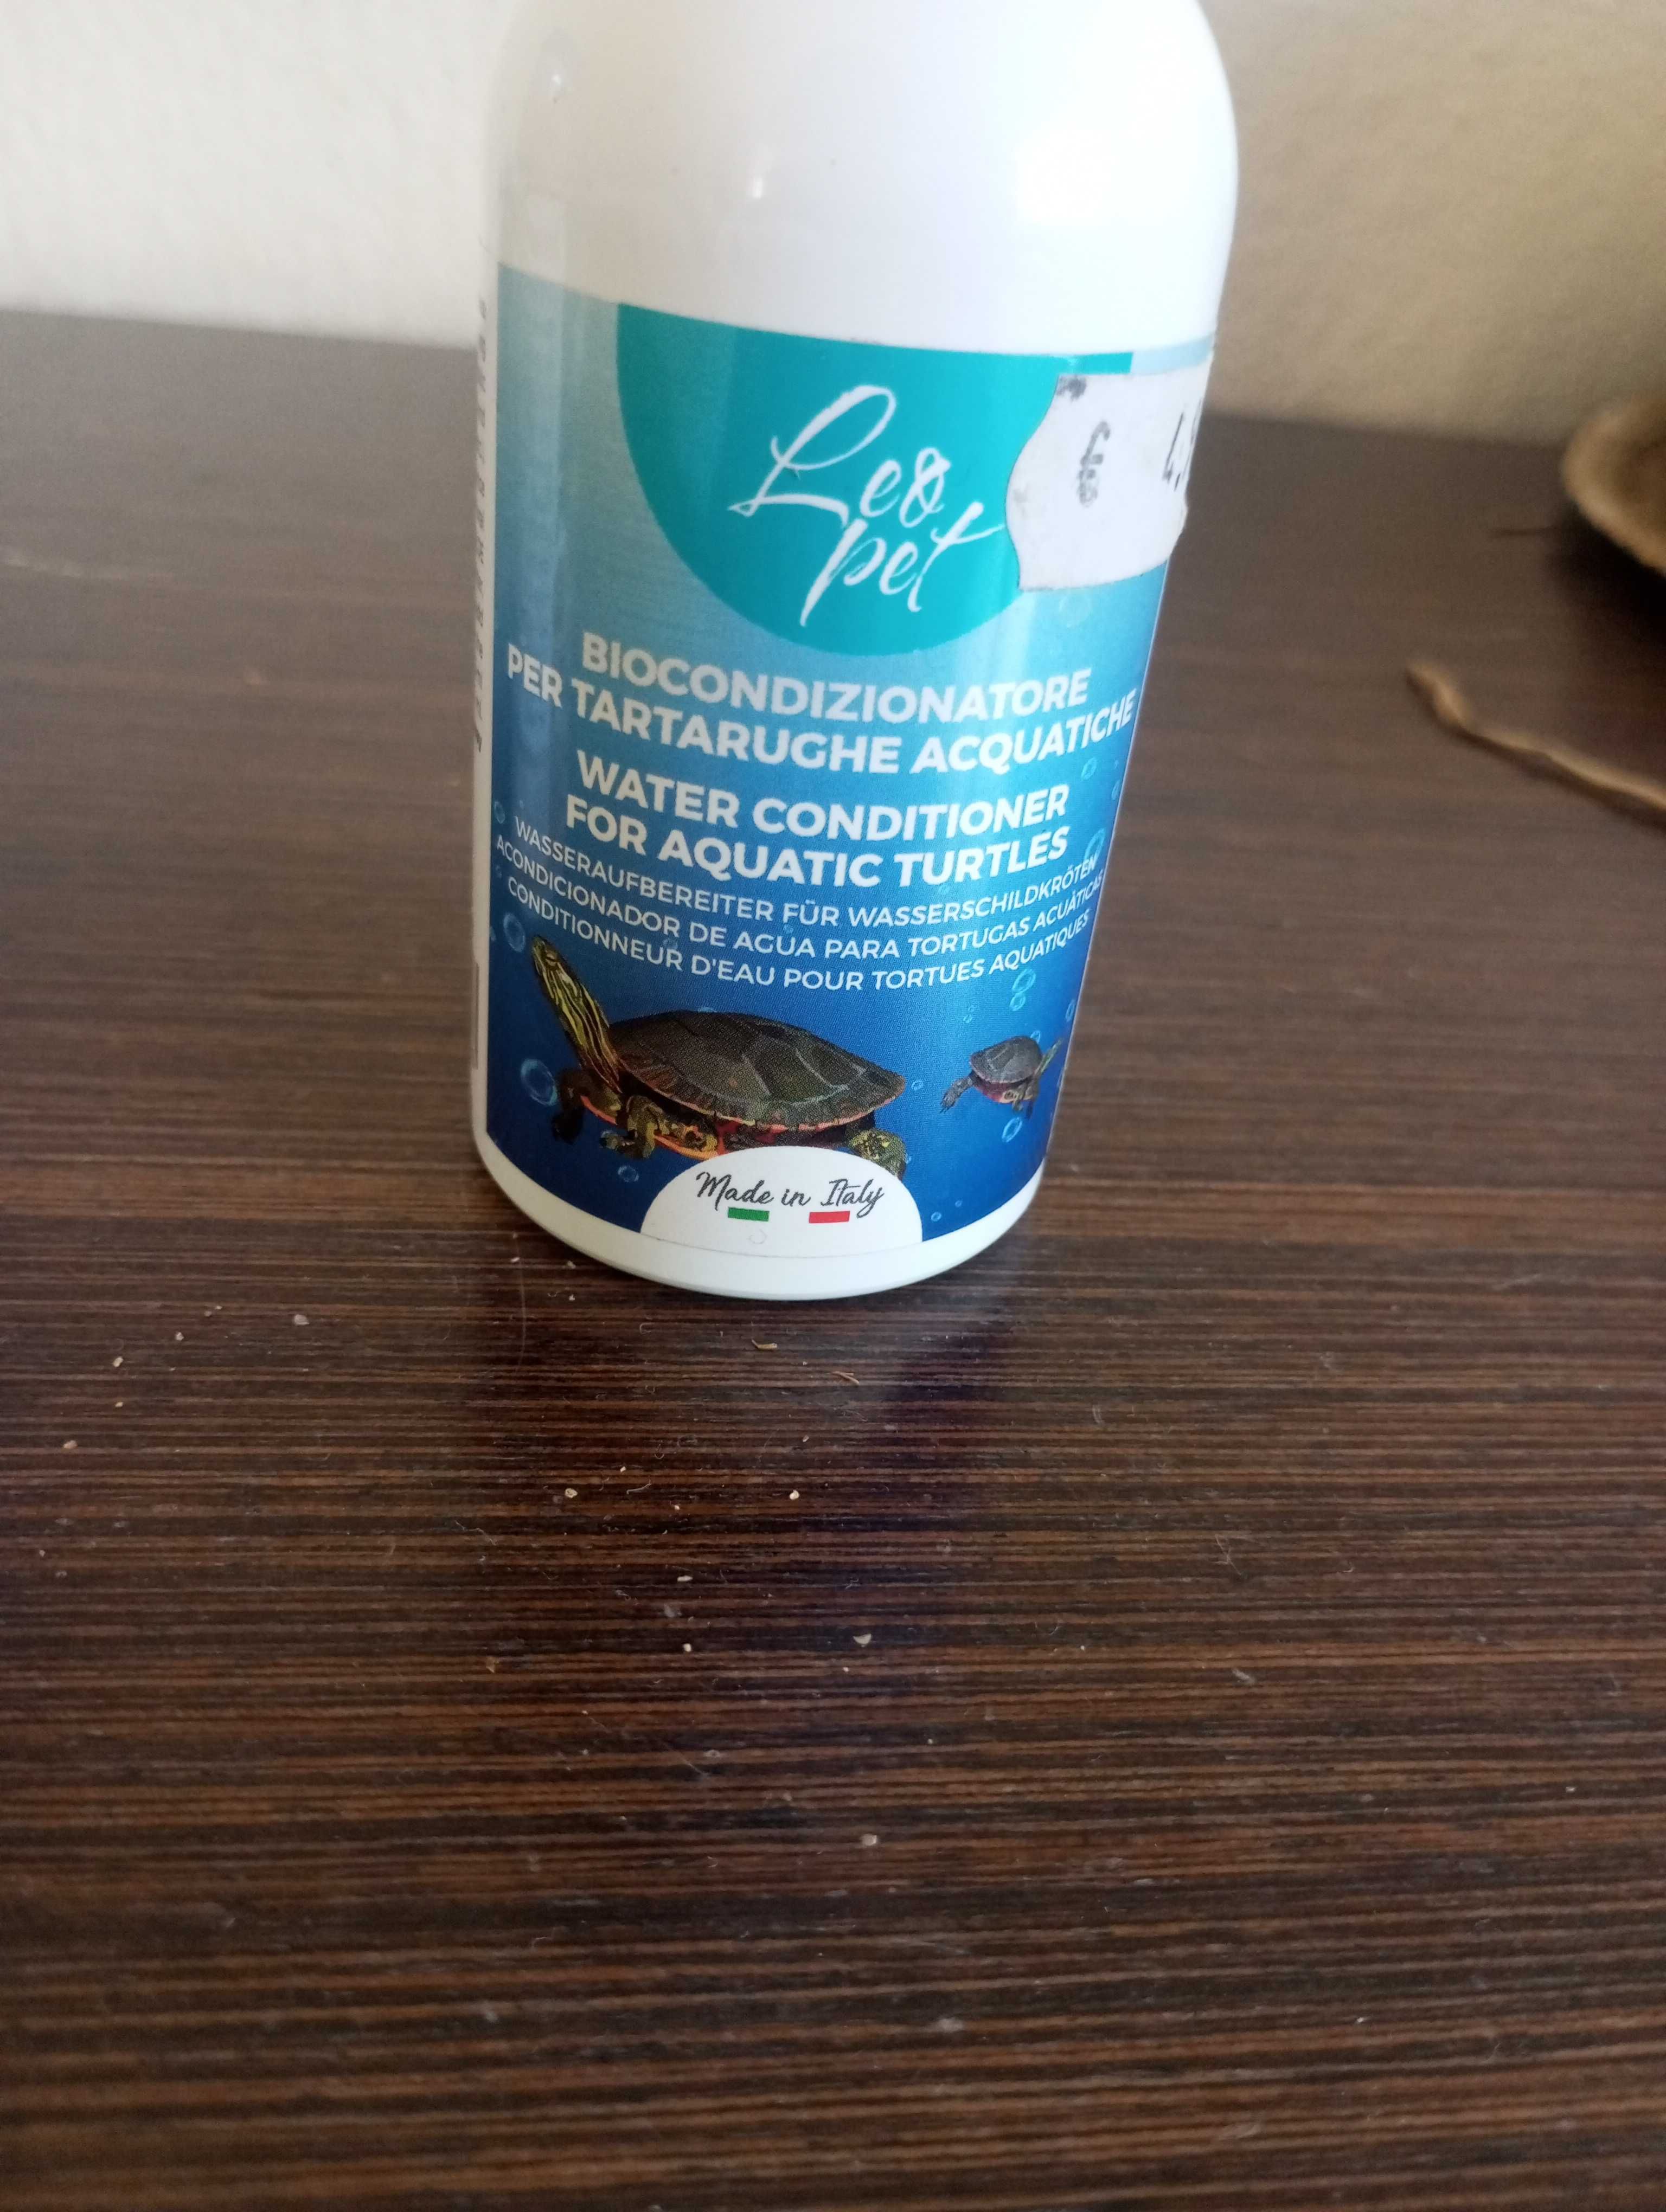 Leo
pet
€
BIOCONDIZIONATORE
PER TARTARUGHE ACQUATICHE
WATER CONDITIONER
FOR AQUATIC TURTLES
WASSERAUFBEREITER FÜR WASSERSCHILDKRÖTEN
ACONDICIONADOR DE AGUA PARA TORTUGAS ACUÁTICAS
CONDITIONNEUR D'EAU POUR TORTUES AQUATIQUES
Made in Italy